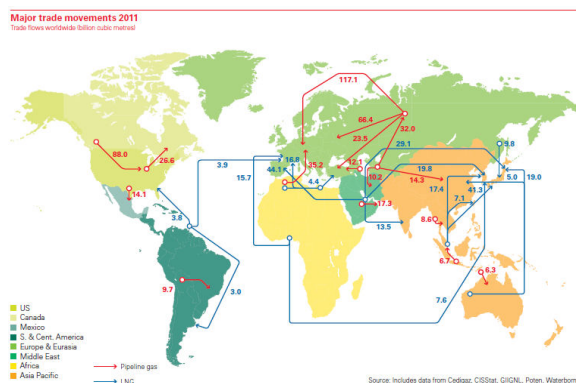 Major trade movements 2011
Trade flows worldwide (billion cubic metres)
117.1
66.4
23.5
32.0
88.0
26.6
3.9
15.7
16.8
44.1
35.2
4.4
12.1
10.2
29.1
19.8
14.3
9.8
5.0
19.0
17.4
41.3
7.1
14.1
3.8
17.3
13.5
8.6
6.7
6.3
9.7
3.0
7.6
US
Canada
Mexico
S. & Cent. America
Europe & Eurasia
Middle East
Africa
Asia Pacific
Pipeline gas
LNG
Source: Includes data from Cedigaz, CISStat, GIIGNL, Poten, Waterborn